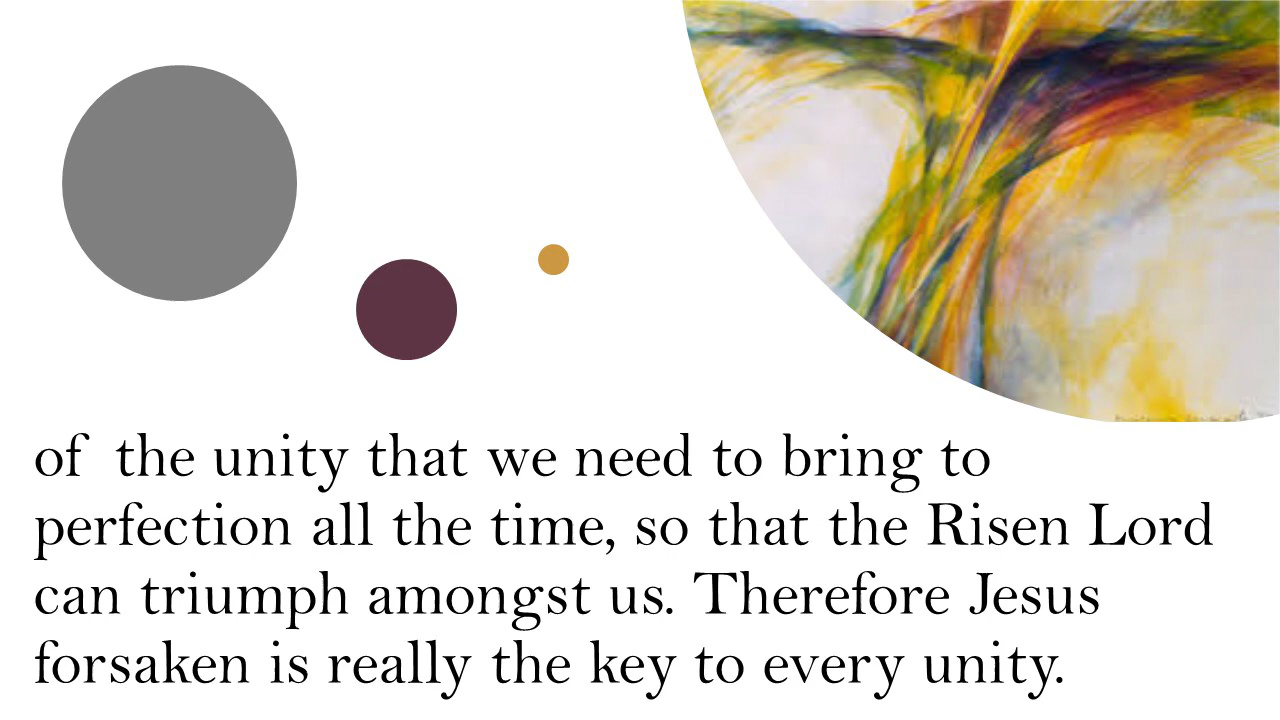 of the unity that we need to bring to
perfection all the time, so that the Risen Lord
can triumph amongst us. Therefore Jesus
forsaken is really the key to every unity.